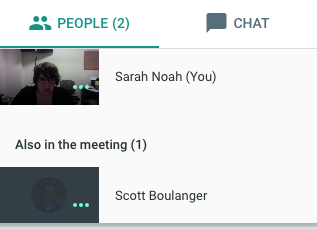 PEOPLE (2)
CHAT
Sarah Noah (You)
Also in the meeting (1)
Scott Boulanger